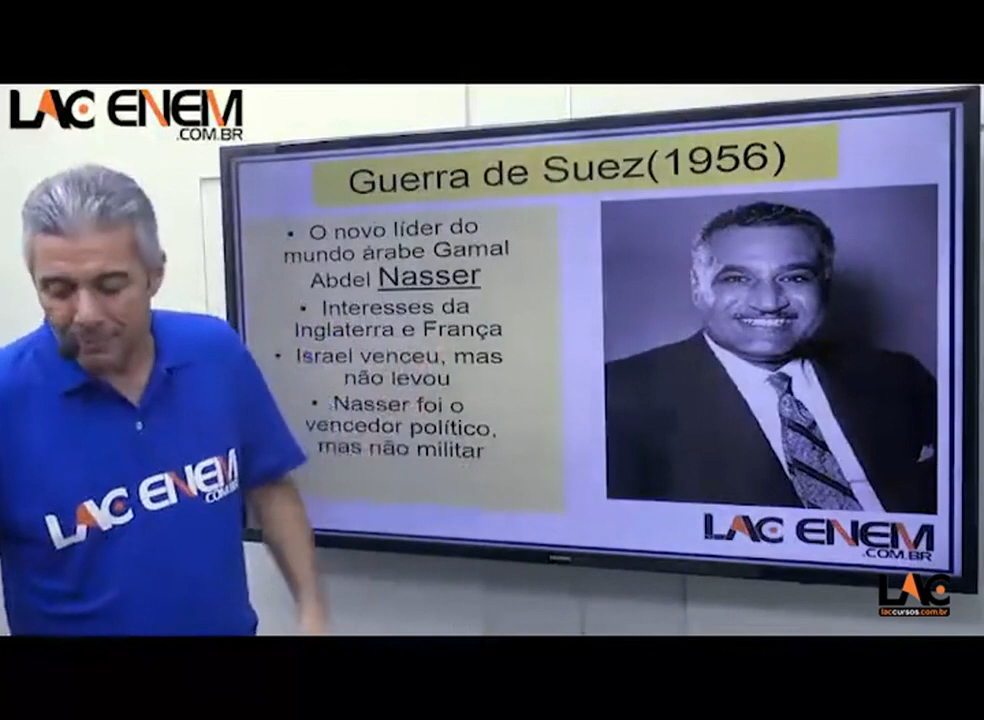 LAC ENEM
.COM.BR
Guerra de Suez(1956)
• O novo líder do
mundo árabe Gamal
Abdel Nasser
• Interesses da
Inglaterra e França
• Israel venceu, mas
não levou
• Nasser foi o
vencedor político,
mas não militar
LAC ENEM
.COM.BR
LAC ENEM
.COM.BR
LAC
laccursos.com.br